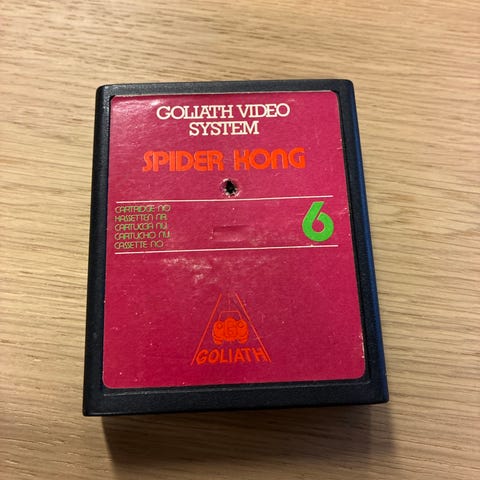 GOLIATH VIDEO
SYSTEM
SPIDER KONG
CARTRIDGE NO
KASSETTEN NR.
CARTUCCIA NU.
CARTUCHO NU.
CASSETTE NO
6
GOLIATH